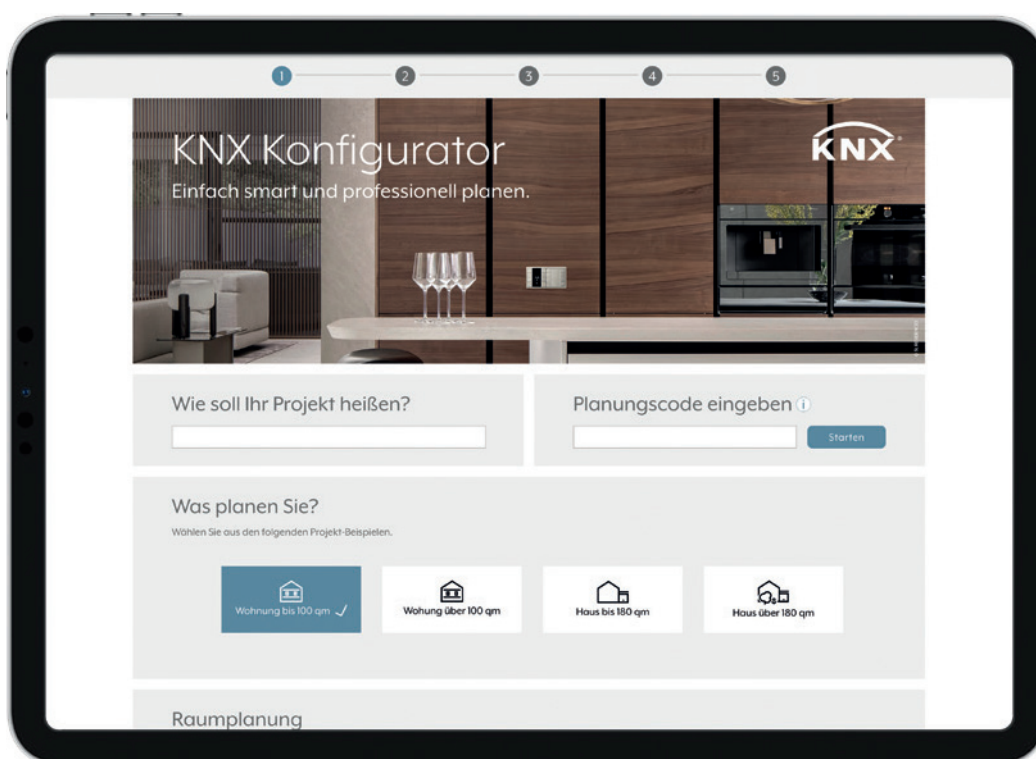 1 2 3 4 5
KNX Konfigurator
KNX
Einfach smart und professionell planen.
Wie soll Ihr Projekt heißen?
Planungscode eingeben i
Starten
Was planen Sie?
Wählen Sie aus den folgenden Projekt-Beispielen.
Wohnung bis 100 qm
Wohung über 100 qm
Haus bis 180 qm
Haus über 180 qm
Raumplanung